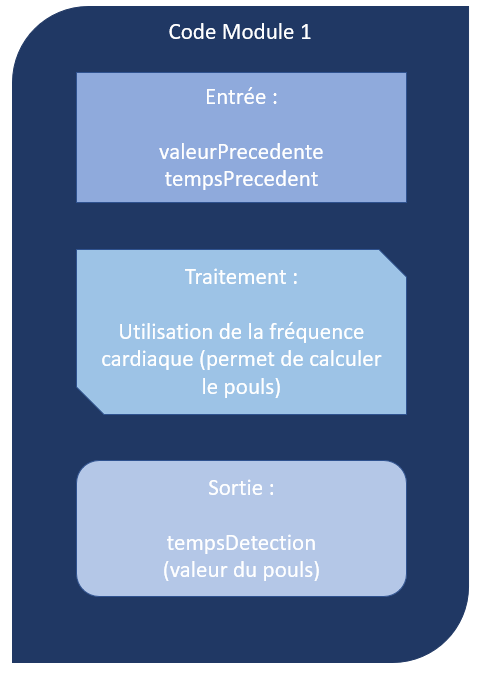 Code Module 1
Entrée :
valeurPrecedente
tempsPrecedent
Traitement :
Utilisation de la fréquence
cardiaque (permet de calculer
le pouls)
Sortie :
tempsDetection
(valeur du pouls)